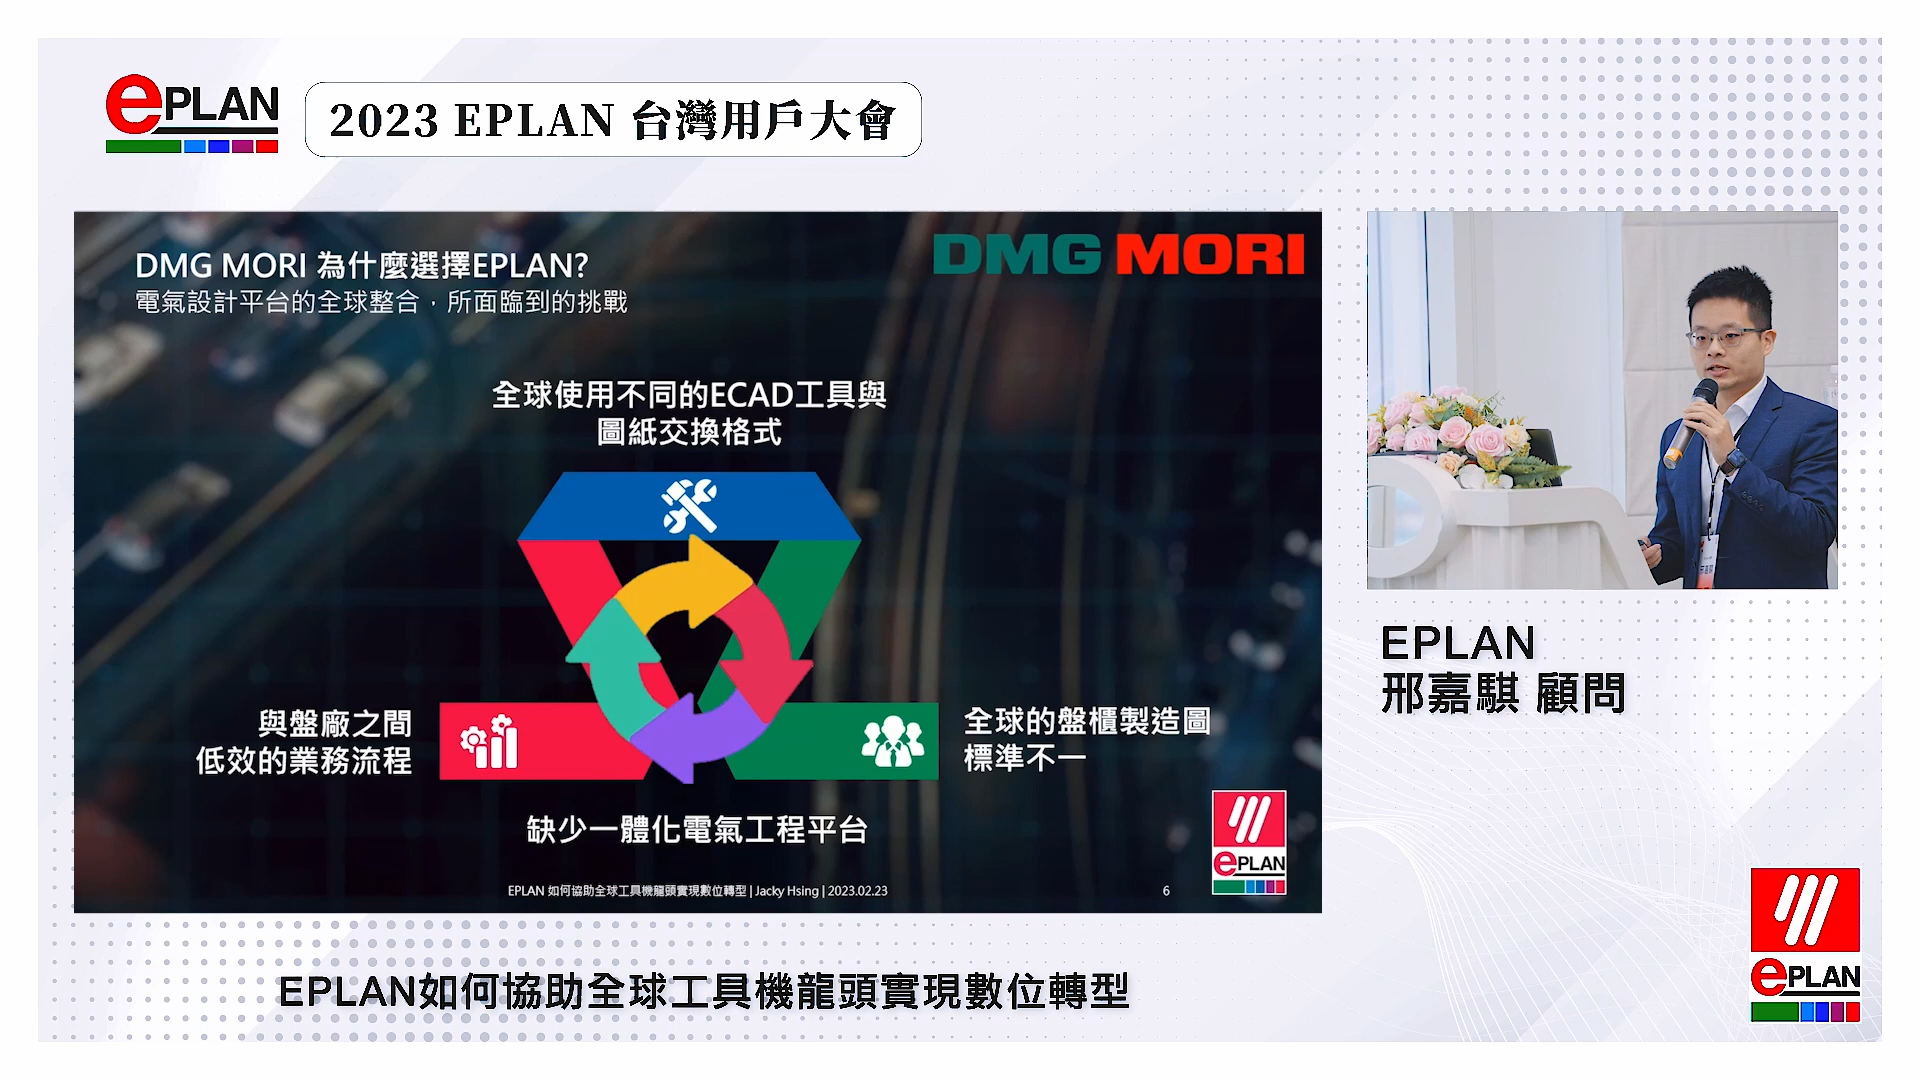 ePLAN
2023 EPLAN 台灣用戶大會
DMG MORI 為什麼選擇EPLAN?
電氣設計平台的全球整合，所面臨到的挑戰
DMG MORI
全球使用不同的ECAD工具與
圖紙交換格式
與盤廠之間
低效的業務流程
全球的盤櫃製造圖
標準不一
缺少一體化電氣工程平台
ePLAN
EPLAN 如何協助全球工具機龍頭實現數位轉型 | Jacky Hsing | 2023.02.23
6
EPLAN
邢嘉騏 顧問
EPLAN如何協助全球工具機龍頭實現數位轉型
ePLAN